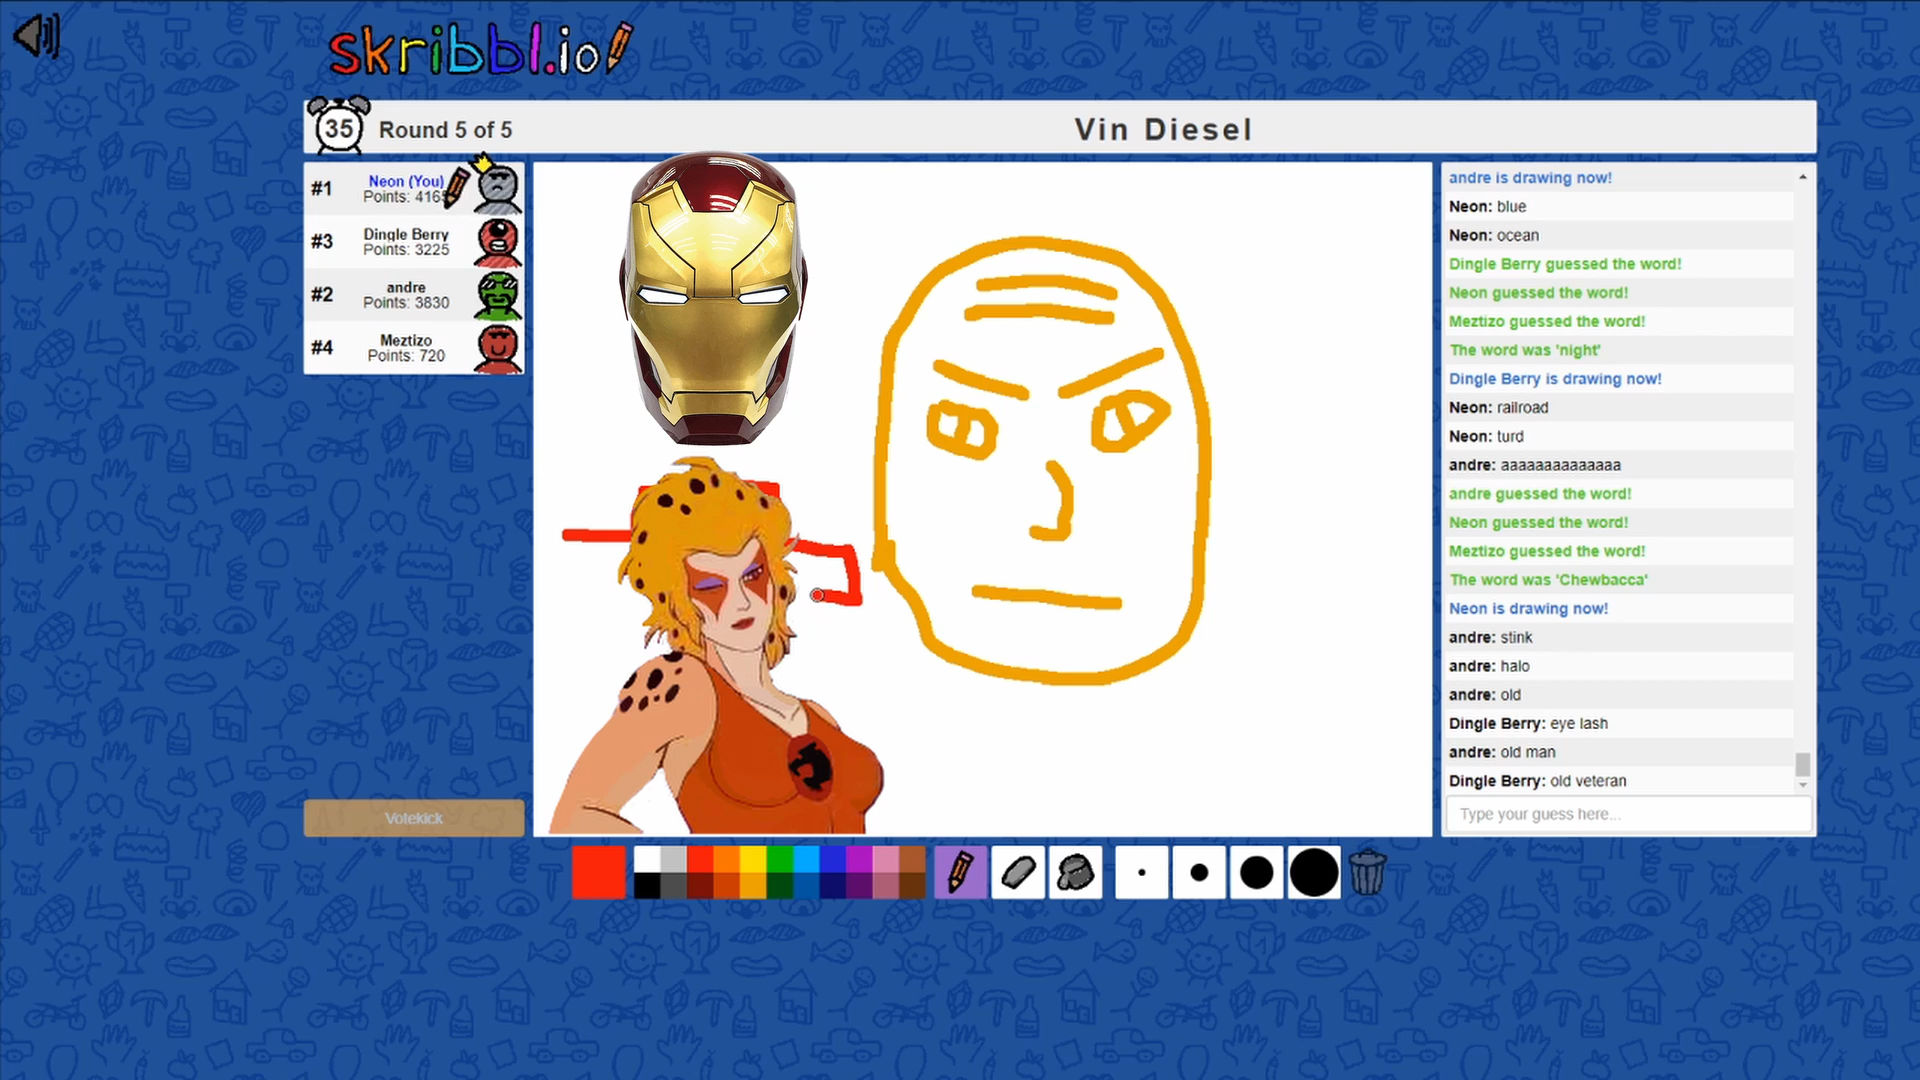 skribbl.io
35
Round 5 of 5
Vin Diesel
#1
Neon (You)
Points: 4165
#3
Dingle Berry
Points: 3225
#2
andre
Points: 3830
#4
Meztizo
Points: 720
Votekick
andre is drawing now!
Neon: blue
Neon: ocean
Dingle Berry guessed the word!
Neon guessed the word!
Meztizo guessed the word!
The word was 'night'
Dingle Berry is drawing now!
Neon: railroad
Neon: turd
andre: aaaaaaaaaaaaaa
andre guessed the word!
Neon guessed the word!
Meztizo guessed the word!
The word was 'Chewbacca'
Neon is drawing now!
andre: stink
andre: halo
andre: old
Dingle Berry: eye lash
andre: old man
Dingle Berry: old veteran
Type your guess here...